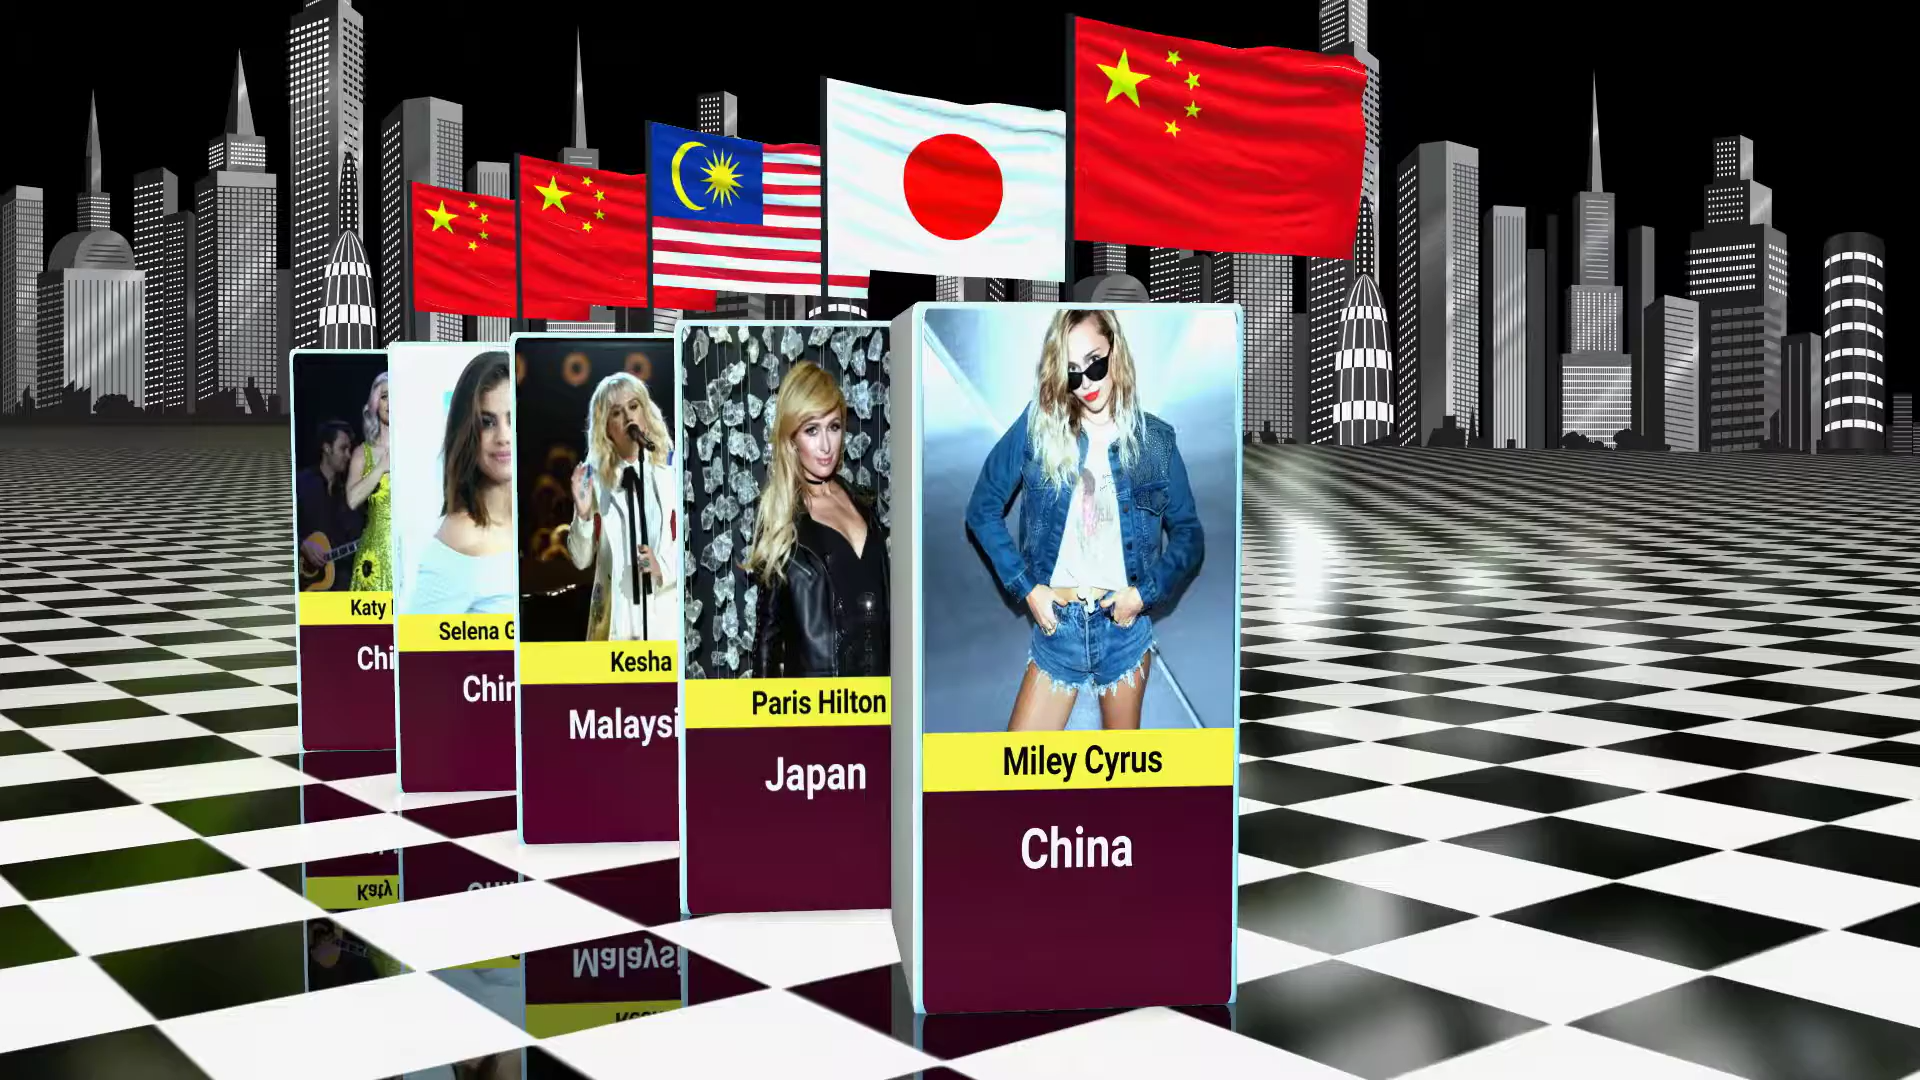 Katy
Chi
Selena G
Chin
Kesha
Malaysi
Paris Hilton
Japan
Miley Cyrus
China